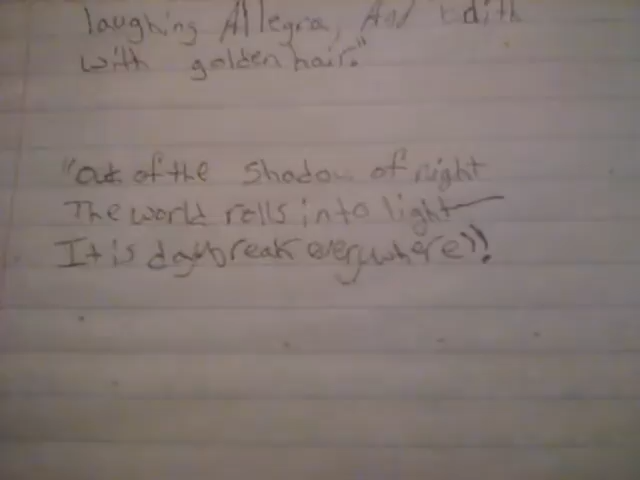 laughing Allegra, And Edith
with golden hair."
"Out of the Shadow of night
The world rolls into light—
It is daybreak everywhere".